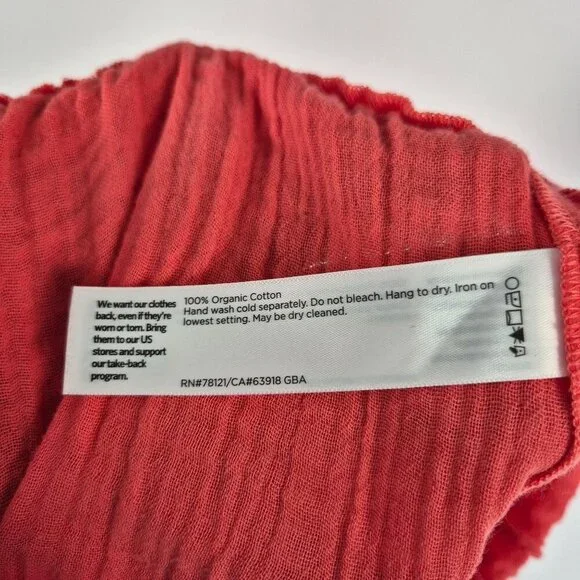 We want our clothes
back, even if they're
worn or torn. Bring
them to our US
stores and support
our take-back
program.
100% Organic Cotton
Hand wash cold separately. Do not bleach. Hang to dry. Iron on
lowest setting. May be dry cleaned.
RN#78121/CA#63918 GBA